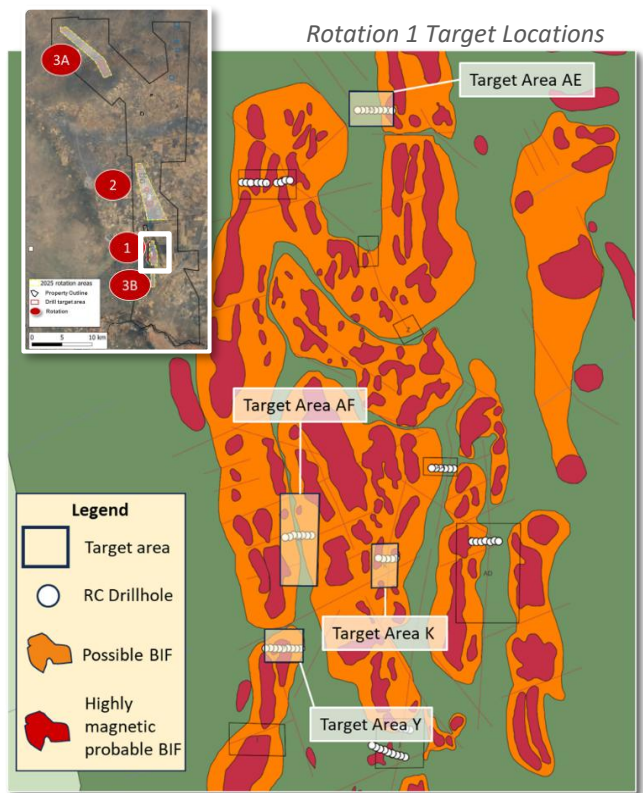 Rotation 1 Target Locations
3A
2
1
3B
2025 rotation areas
Property Outline
Drill target area
Rotation
0 5 10 km
Target Area AE
Z
Target Area AF
AD
Target Area K
Target Area Y
Legend
Target area
RC Drillhole
Possible BIF
Highly
magnetic
probable BIF